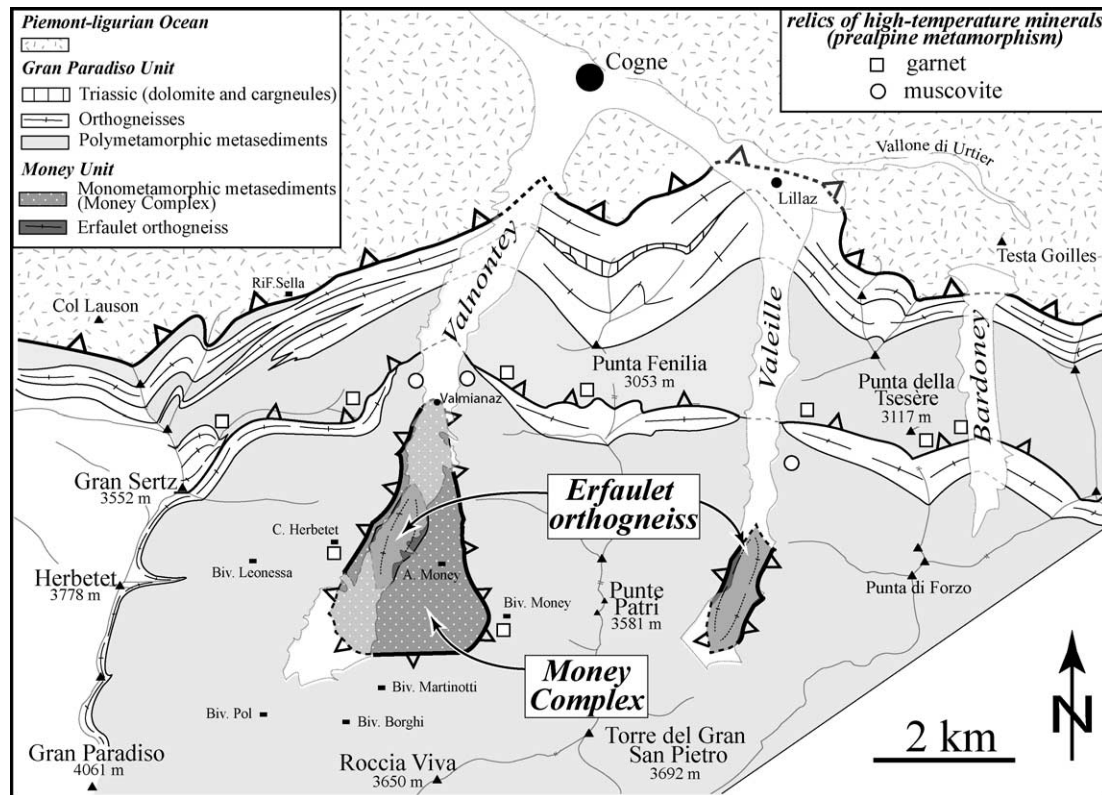 Piemont-ligurian Ocean
Gran Paradiso Unit
Triassic (dolomite and cargneules)
Orthogneisses
Polymetamorphic metasediments
Money Unit
Monometamorphic metasediments
(Money Complex)
Erfaulet orthogneiss
relics of high-temperature minerals
(prealpine metamorphism)
garnet
muscovite
Cogne
Vallone di Urtier
Lillaz
Testa Goilles
RiF.Sella
Col Lauson
Valnontey
Valeille
Bardoney
Punta Fenilia
3053 m
Punta della
Tsesère
3117 m
Valmianaz
Gran Sertz
3552 m
Erfaulet
orthogneiss
C. Herbetet
Biv. Leonessa
A. Money
Herbetet
3778 m
Biv. Money
Punte
Patri
3581 m
Punta di Forzo
Money
Complex
Biv. Martinotti
Biv. Pol
Biv. Borghi
Gran Paradiso
4061 m
Roccia Viva
3650 m
Torre del Gran
San Pietro
3692 m
N
2 km